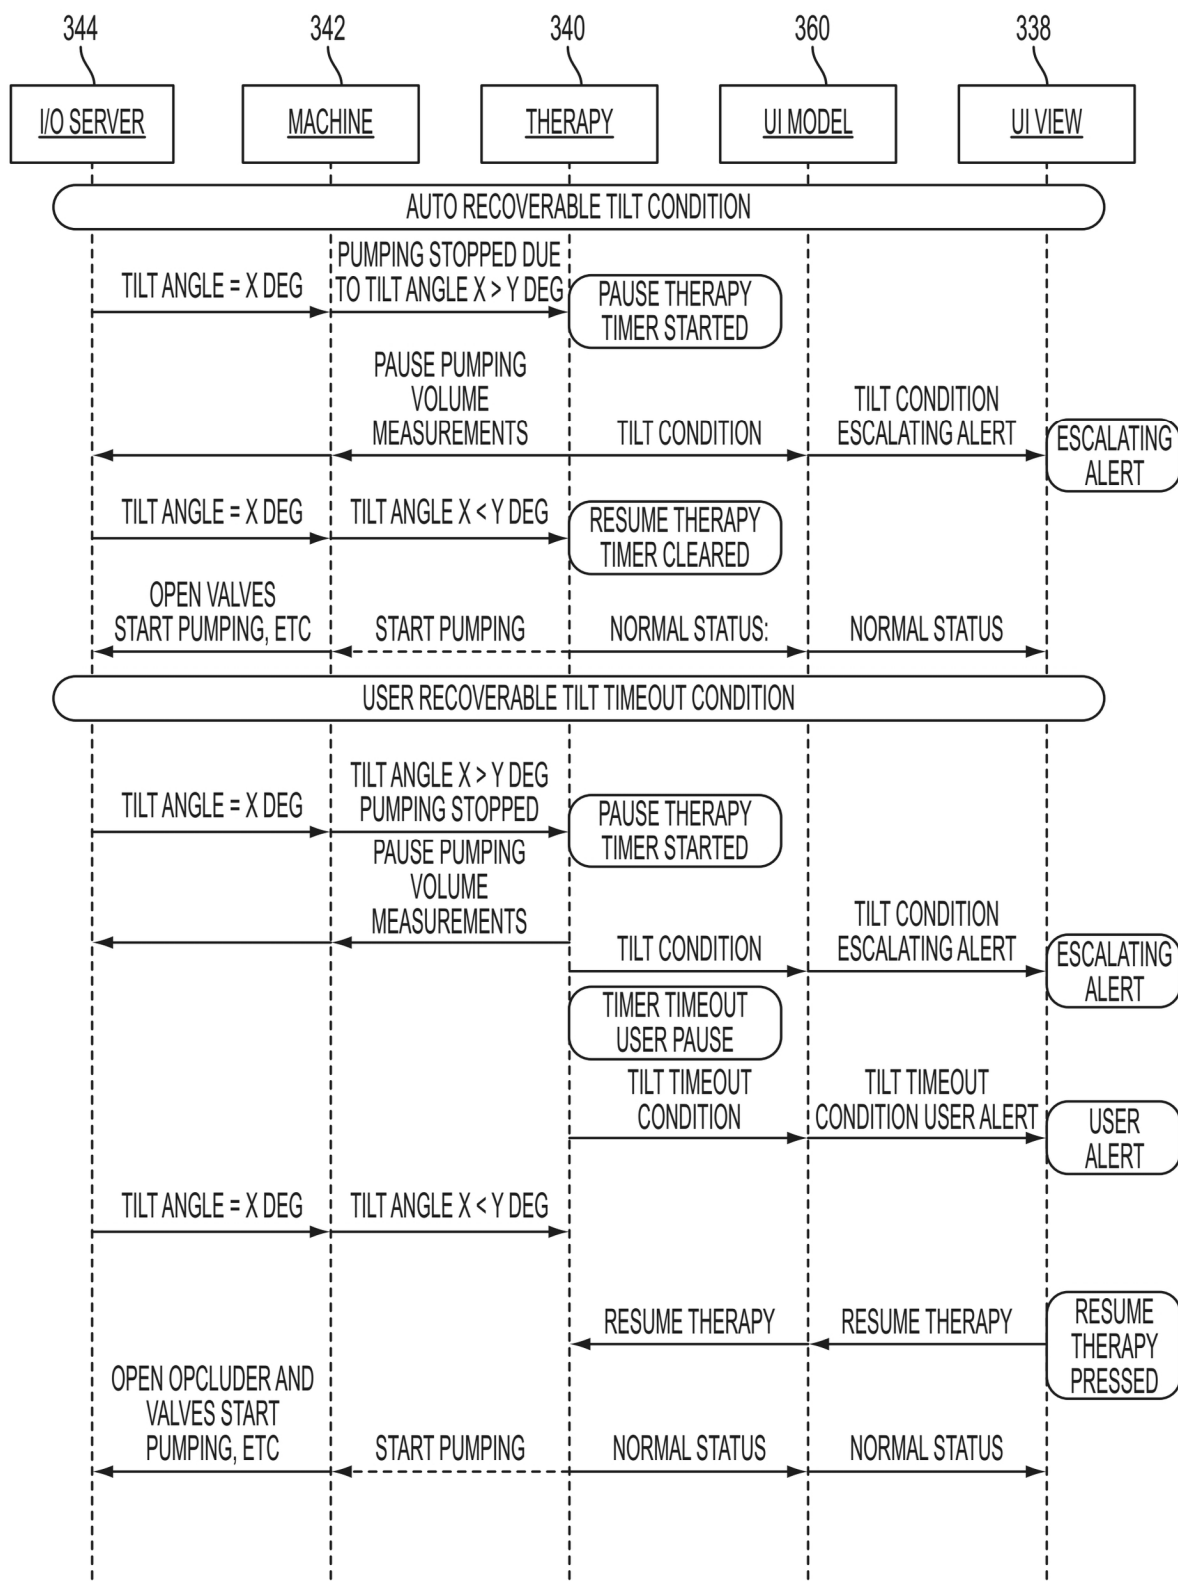 344
342
340
360
338
I/O SERVER
MACHINE
THERAPY
UI MODEL
UI VIEW
AUTO RECOVERABLE TILT CONDITION
TILT ANGLE = X DEG
PUMPING STOPPED DUE
TO TILT ANGLE X > Y DEG
PAUSE THERAPY
TIMER STARTED
PAUSE PUMPING
VOLUME
MEASUREMENTS
TILT CONDITION
TILT CONDITION
ESCALATING ALERT
ESCALATING
ALERT
TILT ANGLE = X DEG
TILT ANGLE X < Y DEG
RESUME THERAPY
TIMER CLEARED
OPEN VALVES
START PUMPING, ETC
START PUMPING
NORMAL STATUS:
NORMAL STATUS
USER RECOVERABLE TILT TIMEOUT CONDITION
TILT ANGLE = X DEG
TILT ANGLE X > Y DEG
PUMPING STOPPED
PAUSE THERAPY
TIMER STARTED
PAUSE PUMPING
VOLUME
MEASUREMENTS
TILT CONDITION
TILT CONDITION
ESCALATING ALERT
ESCALATING
ALERT
TIMER TIMEOUT
USER PAUSE
TILT TIMEOUT
CONDITION
TILT TIMEOUT
CONDITION USER ALERT
USER
ALERT
TILT ANGLE = X DEG
TILT ANGLE X < Y DEG
RESUME THERAPY
RESUME THERAPY
RESUME
THERAPY
PRESSED
OPEN OPCLUDER AND
VALVES START
PUMPING, ETC
START PUMPING
NORMAL STATUS
NORMAL STATUS